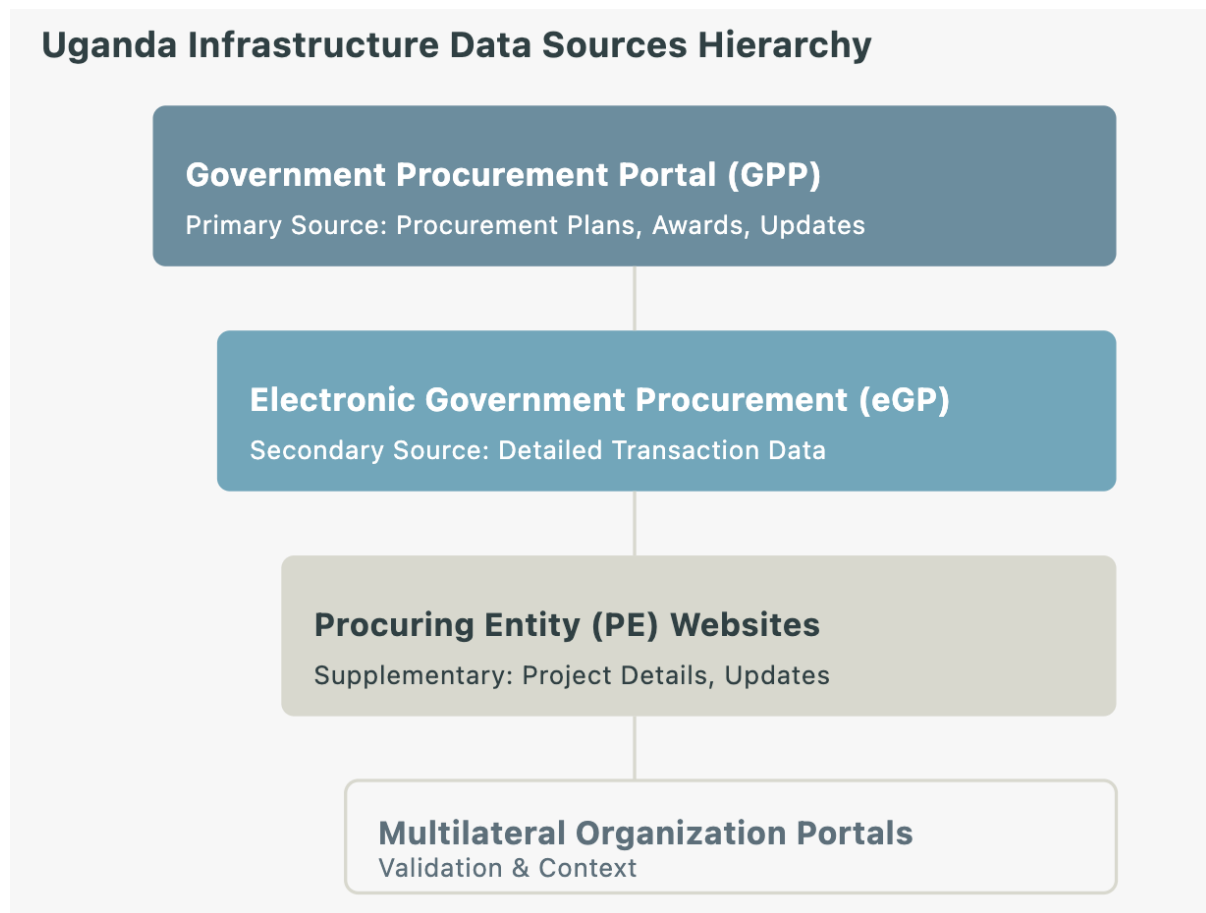 Uganda Infrastructure Data Sources Hierarchy
Government Procurement Portal (GPP)
Primary Source: Procurement Plans, Awards, Updates
Electronic Government Procurement (eGP)
Secondary Source: Detailed Transaction Data
Procuring Entity (PE) Websites
Supplementary: Project Details, Updates
Multilateral Organization Portals
Validation & Context